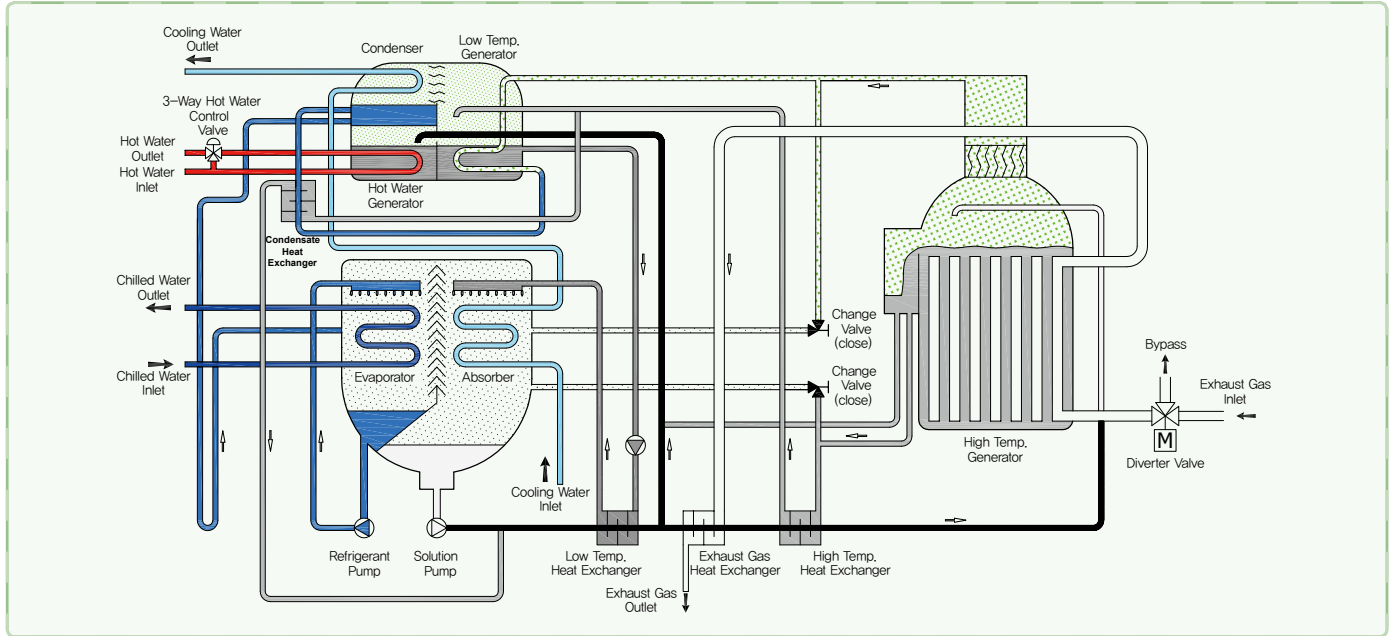 Cooling Water
Outlet
Condenser
Low Temp.
Generator
3-Way Hot Water
Control
Valve
Hot Water
Outlet
Hot Water
Inlet
Hot Water
Generator
Condensate
Heat
Exchanger
Chilled Water
Outlet
Chilled Water
Inlet
Evaporator
Absorber
Change
Valve
(close)
Change
Valve
(close)
Bypass
Exhaust Gas
Inlet
M
Diverter Valve
High Temp.
Generator
Cooling Water
Inlet
Refrigerant
Pump
Solution
Pump
Low Temp.
Heat Exchanger
Exhaust Gas
Heat Exchanger
High Temp.
Heat Exchanger
Exhaust Gas
Outlet